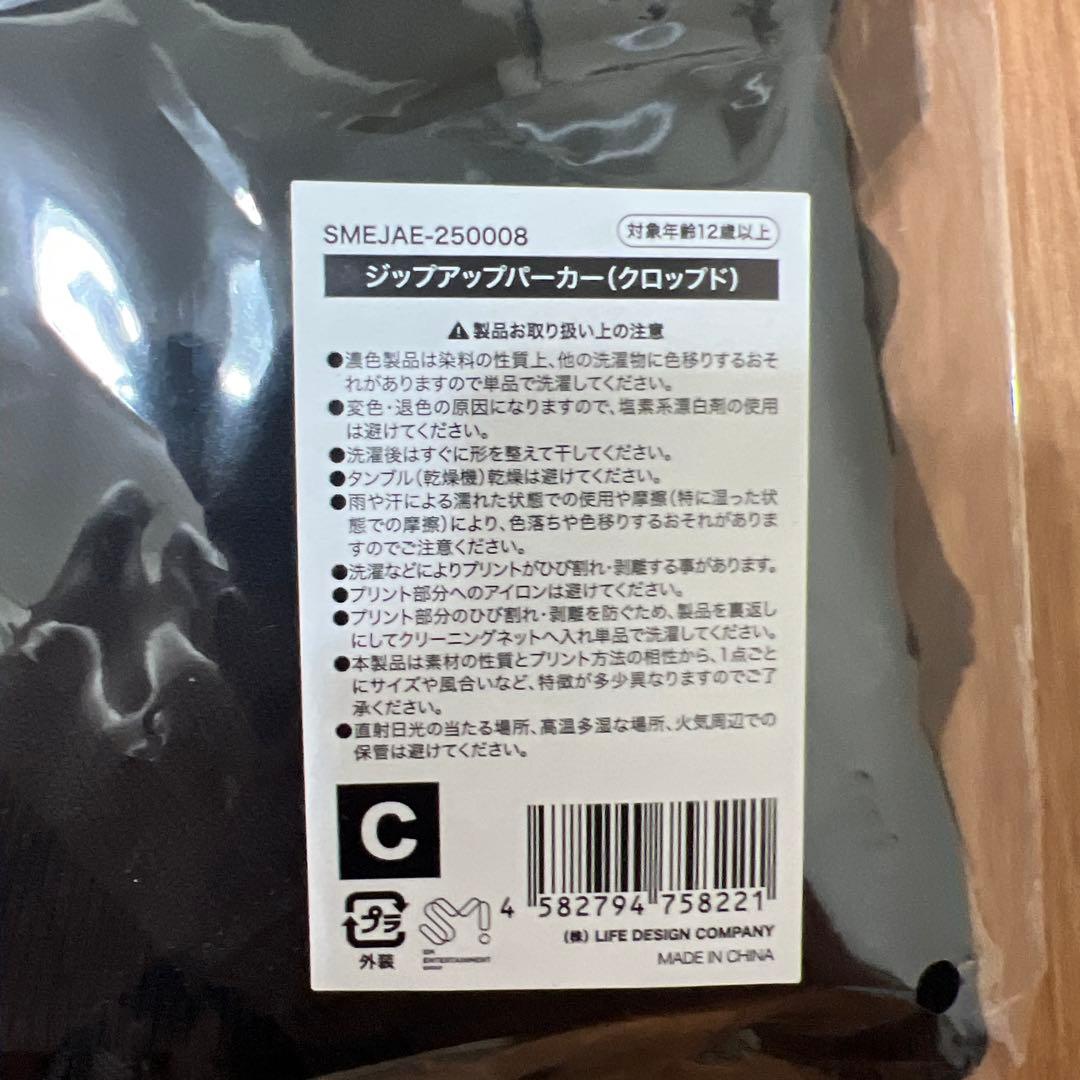 SMEJAE-250008
対象年齢12歳以上
ジップアップパーカー(クロップド)
⚠製品お取り扱い上の注意
●濃色製品は染料の性質上、他の洗濯物に色移りするおそ
れがありますので単品で洗濯してください。
●変色・退色の原因になりますので、塩素系漂白剤の使用
は避けてください。
●洗濯後はすぐに形を整えて干してください。
●タンブル(乾燥機)乾燥は避けてください。
●雨や汗による濡れた状態での使用や摩擦(特に湿った状
態での摩擦)により、色落ちや色移りするおそれがありま
すのでご注意ください。
●洗濯などによりプリントがひび割れ・剥離する事があります。
●プリント部分へのアイロンは避けてください。
●プリント部分のひび割れ・剥離を防ぐため、製品を裏返し
にしてクリーニングネットへ入れ単品で洗濯してください。
●本製品は素材の性質とプリント方法の相性から、1点ごと
にサイズや風合いなど、特徴が多少異なりますのでご了
承ください。
●直射日光の当たる場所、高温多湿な場所、火気周辺での
保管は避けてください。
C
プラ
外装
SM
ENTERTAINMENT
4 582794 758221
(株) LIFE DESIGN COMPANY
MADE IN CHINA